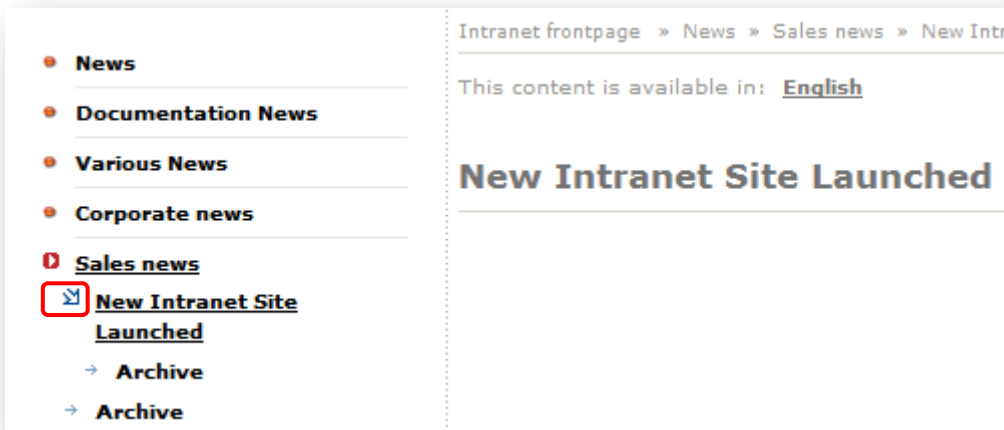 Intranet frontpage » News » Sales news » New Intr
This content is available in: English
New Intranet Site Launched
News
Documentation News
Various News
Corporate news
Sales news
New Intranet Site
Launched
Archive
Archive